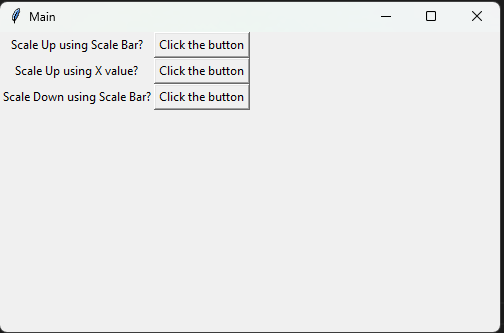 Main
Scale Up using Scale Bar? Click the button
Scale Up using X value? Click the button
Scale Down using Scale Bar? Click the button